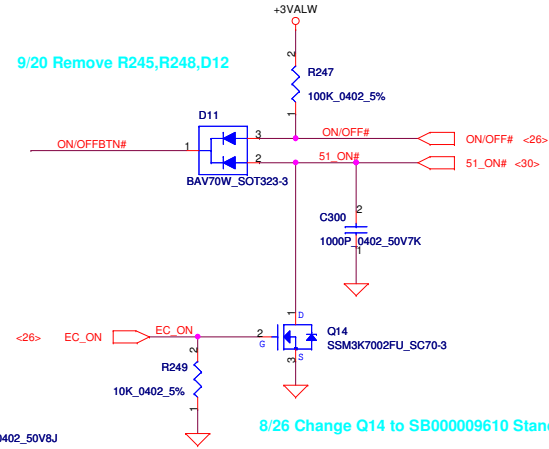 +3VALW
9/20 Remove R245,R248,D12
2
R247
100K_0402_5%
1
D11
ON/OFFBTN#
1
3
ON/OFF#
ON/OFF# <26>
2
51_ON#
51_ON# <30>
BAV70W_SOT323-3
2
C300
1000P_0402_50V7K
1
1
D
<26>
EC_ON
EC_ON
2
G
Q14
SSM3K7002FU_SC70-3
S
3
2
R249
10K_0402_5%
1
8/26 Change Q14 to SB000009610 Stan
0402_50V8J